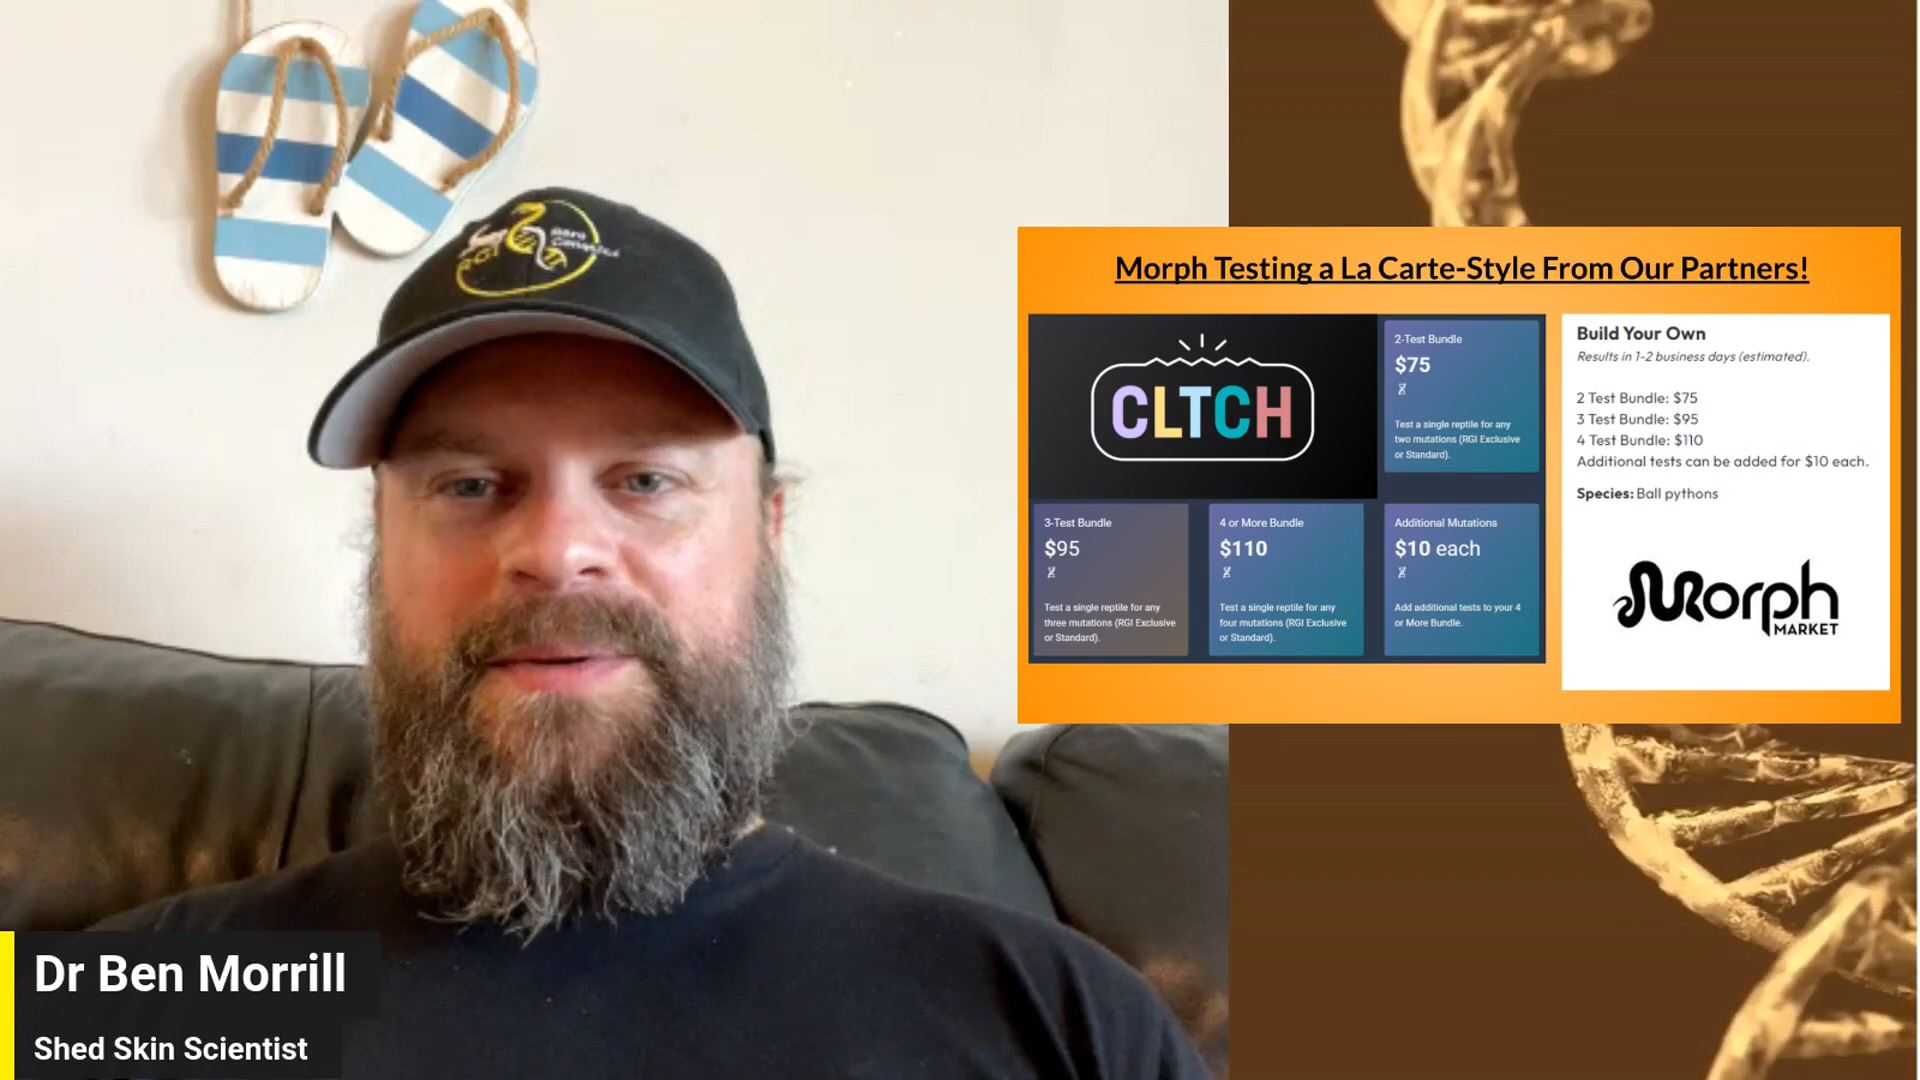 RGI
Morph Testing a La Carte-Style From Our Partners!
CLTCH
2-Test Bundle
$75
Test a single reptile for any
two mutations (RGI Exclusive
or Standard).
3-Test Bundle
$95
Test a single reptile for any
three mutations (RGI Exclusive
or Standard).
4 or More Bundle
$110
Test a single reptile for any
four mutations (RGI Exclusive
or Standard).
Additional Mutations
$10 each
Add additional tests to your 4
or More Bundle.
Build Your Own
Results in 1-2 business days (estimated).
2 Test Bundle: $75
3 Test Bundle: $95
4 Test Bundle: $110
Additional tests can be added for $10 each.
Species: Ball pythons
Morph
MARKET
Dr Ben Morrill
Shed Skin Scientist